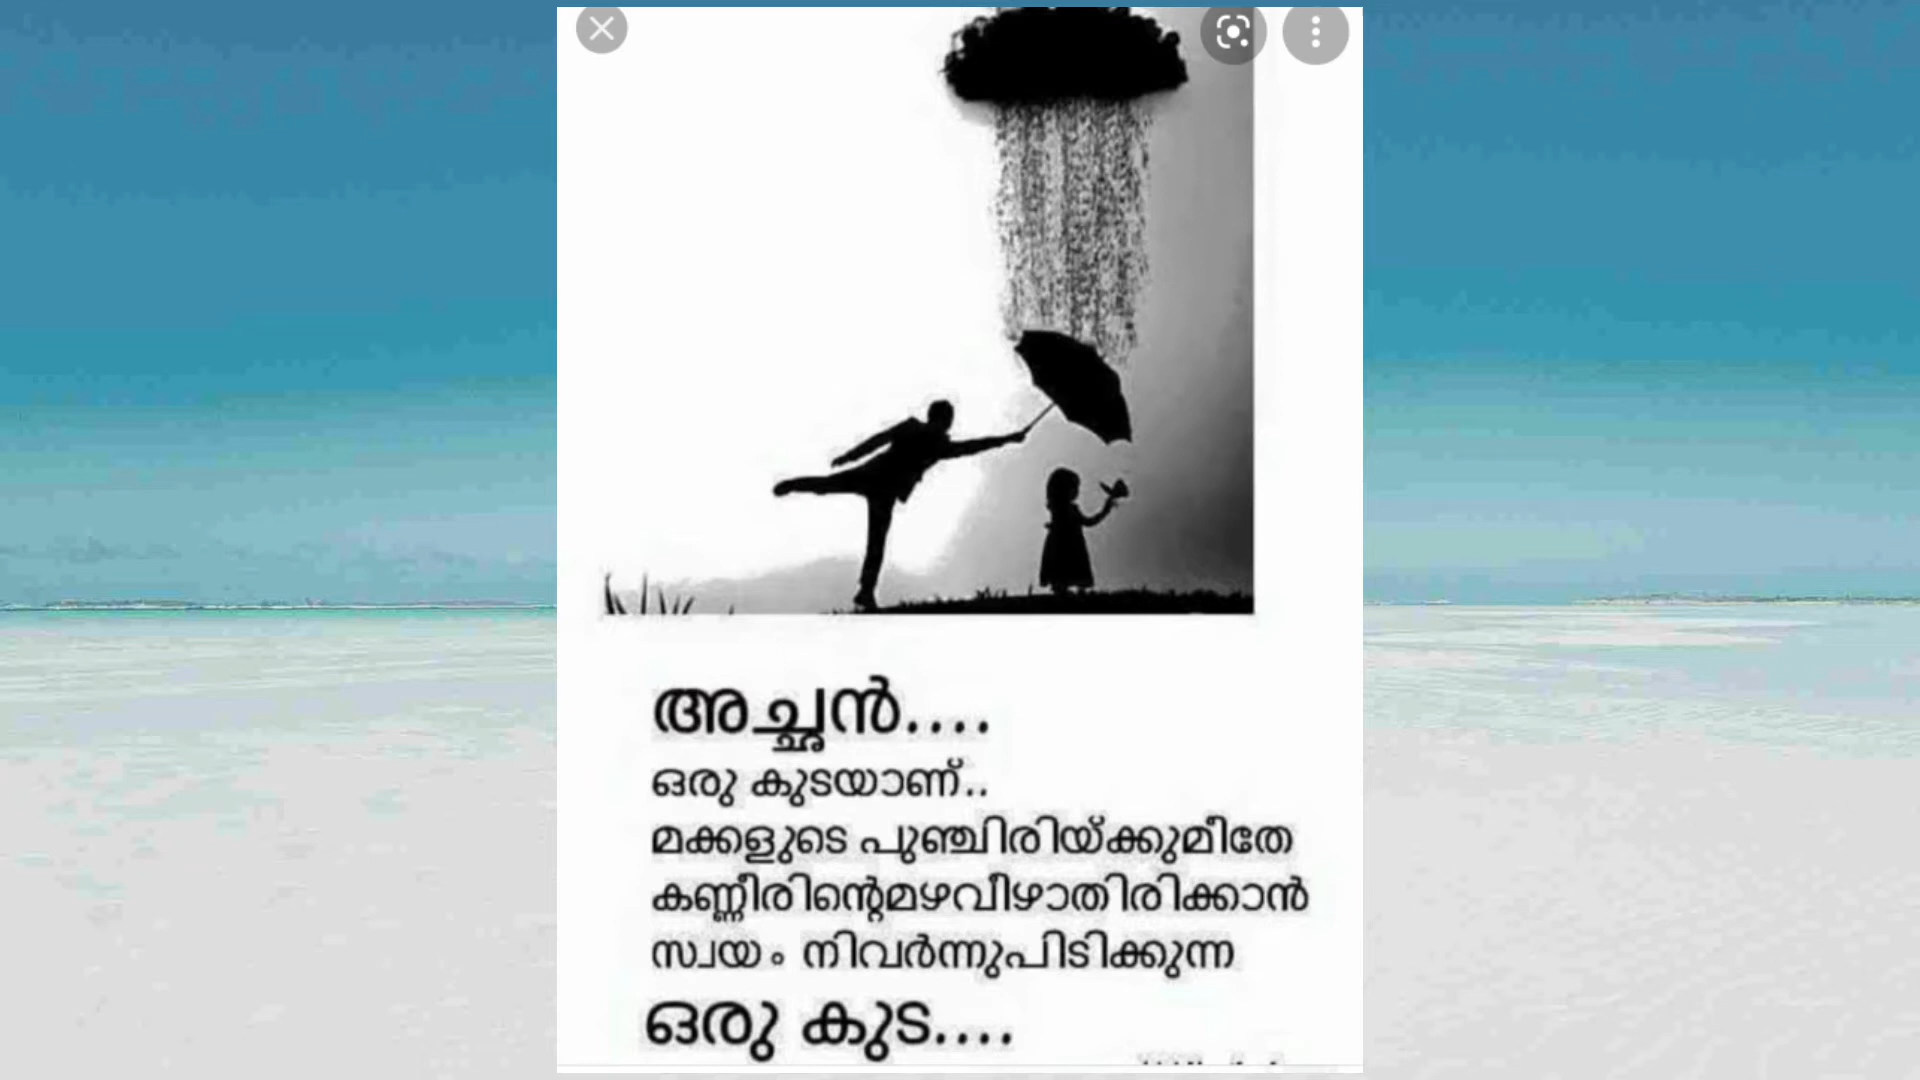 അച്ഛൻ....
ഒരു കുടയാണ്..
മക്കളുടെ പുഞ്ചിരിയ്ക്കുമീതേ
കണ്ണീരിന്റെമഴവീഴാതിരിക്കാൻ
സ്വയം നിവർന്നുപിടിക്കുന്ന
ഒരു കുട....